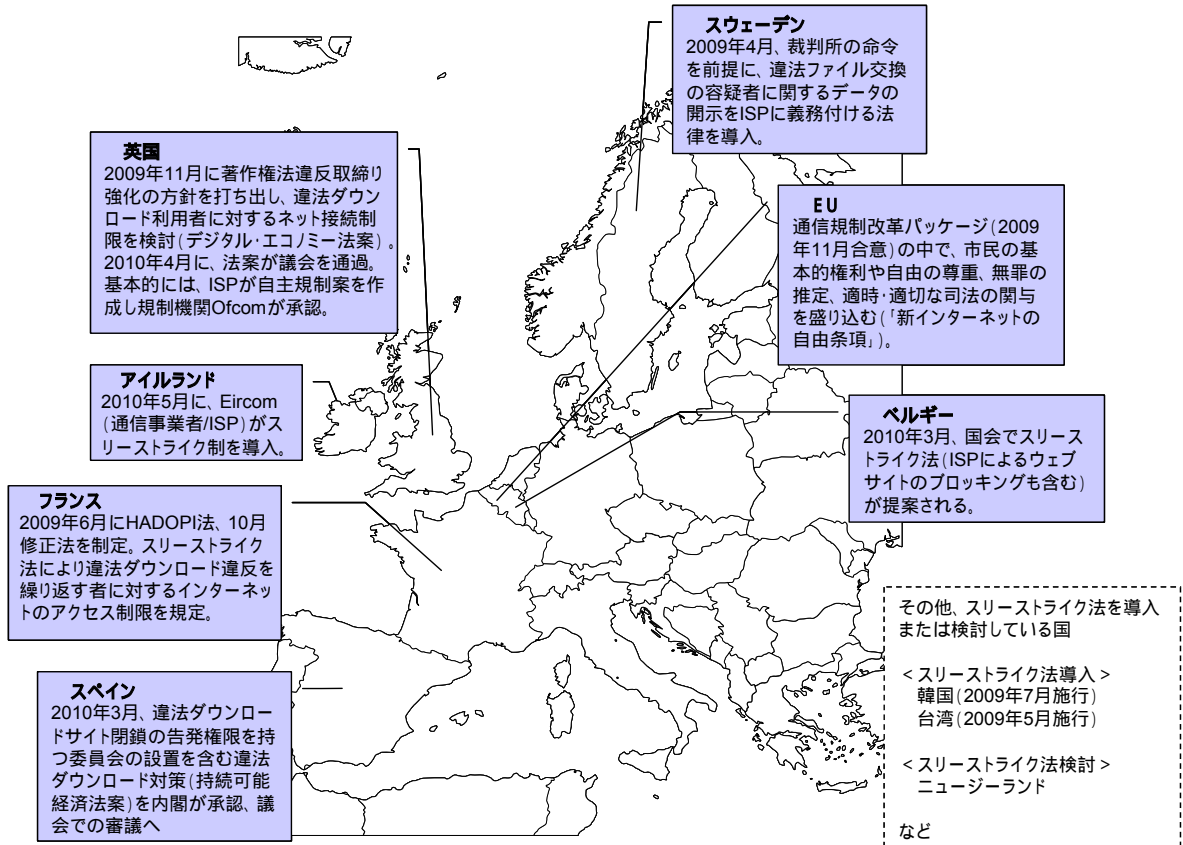 スウェーデン
2009年4月、裁判所の命令
を前提に、違法ファイル交換
の容疑者に関するデータの
開示をISPに義務付ける法
律を導入。
英国
2009年11月に著作権法違反取締り
強化の方針を打ち出し、違法ダウン
ロード利用者に対するネット接続制
限を検討(デジタル・エコノミー法案)。
2010年4月に、法案が議会を通過。
基本的には、ISPが自主規制案を作
成し規制機関Ofcomが承認。
EU
通信規制改革パッケージ(2009
年11月合意)の中で、市民の基
本的権利や自由の尊重、無罪の
推定、適時・適切な司法の関与
を盛り込む(「新インターネットの
自由条項」)。
アイルランド
2010年5月に、Eircom
(通信事業者/ISP)がス
リーストライク制を導入。
ベルギー
2010年3月、国会でスリース
トライク法(ISPによるウェブ
サイトのブロッキングも含む)
が提案される。
フランス
2009年6月にHADOPI法、10月
修正法を制定。スリーストライク
法により違法ダウンロード違反を
繰り返す者に対するインターネッ
トのアクセス制限を規定。
スペイン
2010年3月、違法ダウンロー
ドサイト閉鎖の告発権限を持
つ委員会の設置を含む違法
ダウンロード対策(持続可能
経済法案)を内閣が承認、議
会での審議へ
その他、スリーストライク法を導入
または検討している国
<スリーストライク法導入>
韓国(2009年7月施行)
台湾(2009年5月施行)
<スリーストライク法検討>
ニュージーランド
など